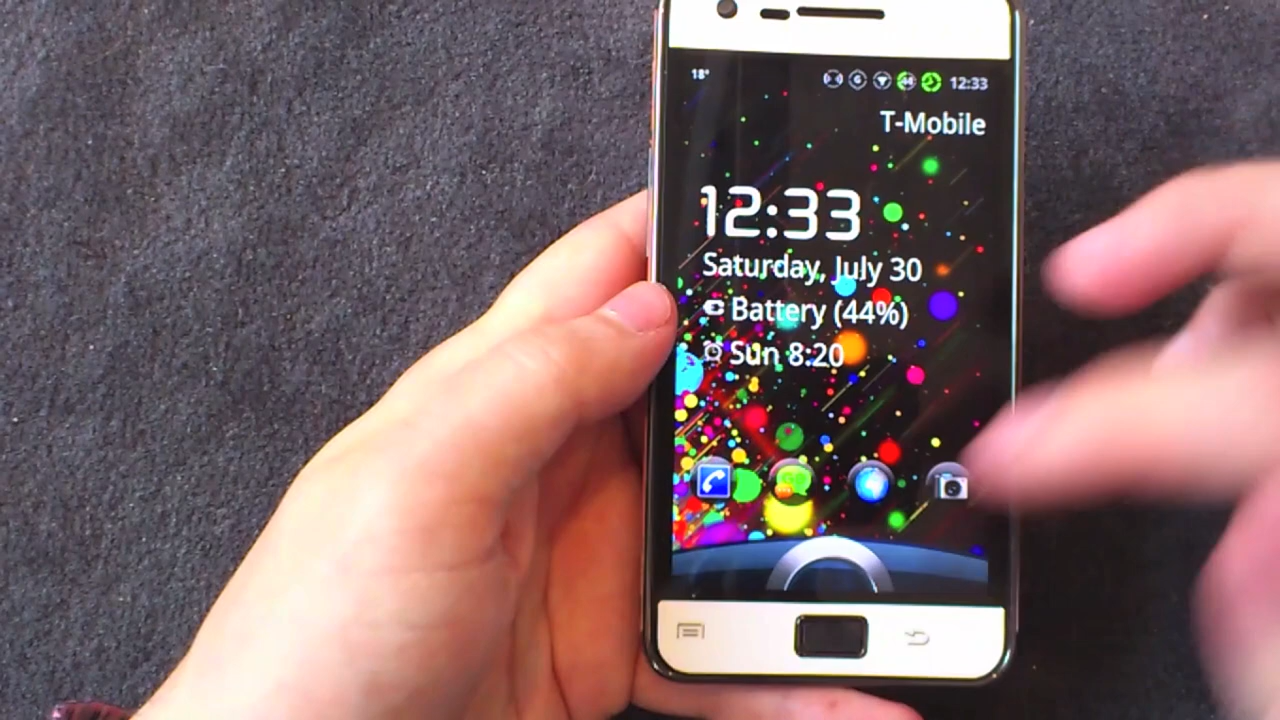 18° 12:33
T-Mobile
12:33
Saturday, July 30
Battery (44%)
Sun 8:20